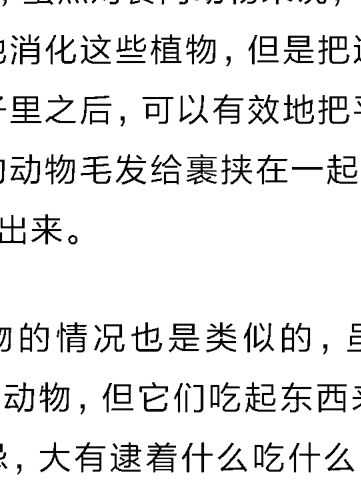 ，虽然对食肉动物来说，
地消化这些植物，但是把这
子里之后，可以有效地把平
的动物毛发给裹挟在一起
出来。
物的情况也是类似的，虽
动物，但它们吃起东西来
忌，大有逮着什么吃什么